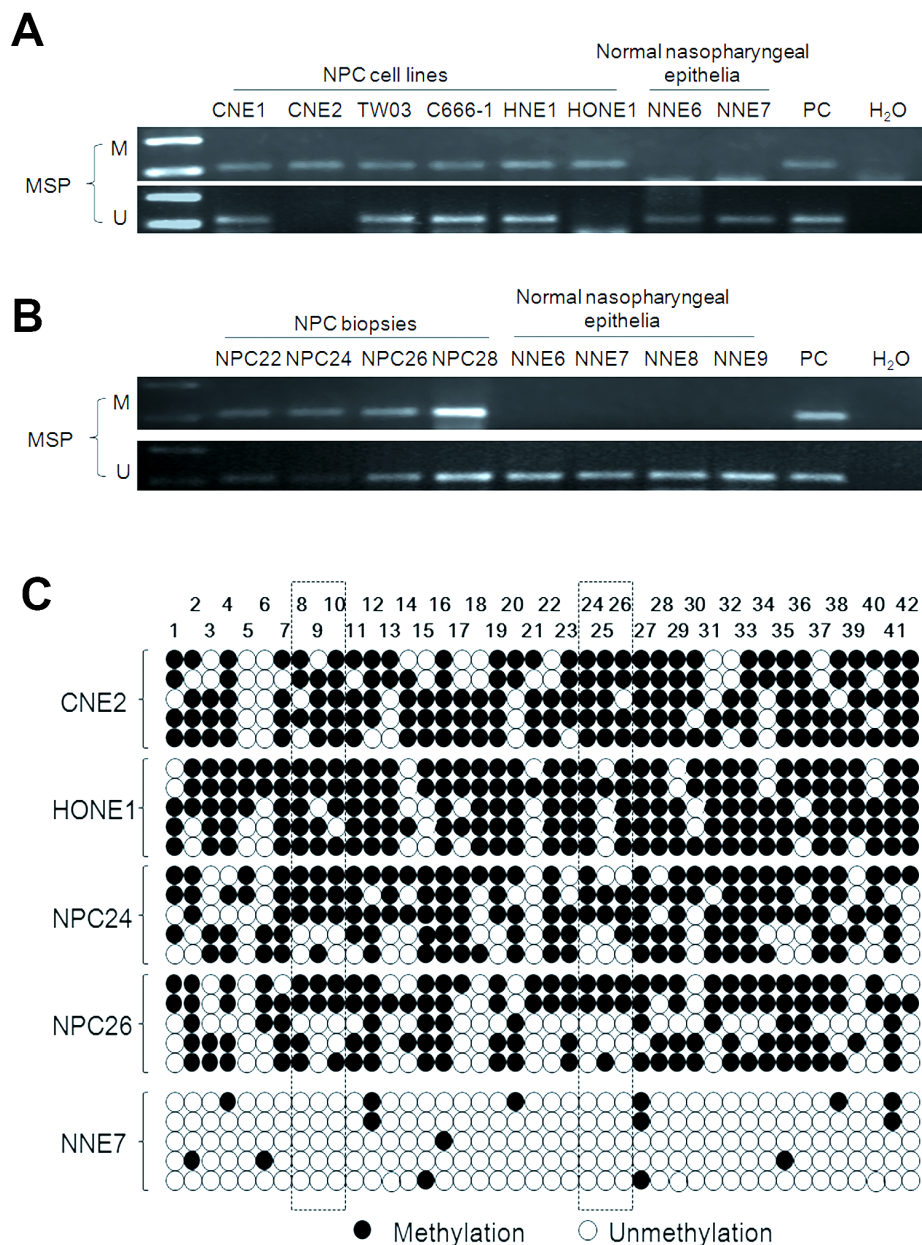 A
Normal nasopharyngeal
epithelia
NPC cell lines
CNE1 CNE2 TW03 C666-1 HNE1 HONE1 NNE6 NNE7 PC H₂O
M
MSP
U
B
Normal nasopharyngeal
epithelia
NPC biopsies
NPC22 NPC24 NPC26 NPC28 NNE6 NNE7 NNE8 NNE9 PC H₂O
M
MSP
U
C
2 4 6 8 10 12 14 16 18 20 22 24 26 28 30 32 34 36 38 40 42
1 3 5 7 9 11 13 15 17 19 21 23 25 27 29 31 33 35 37 39 41
CNE2
HONE1
NPC24
NPC26
NNE7
Methylation Unmethylation